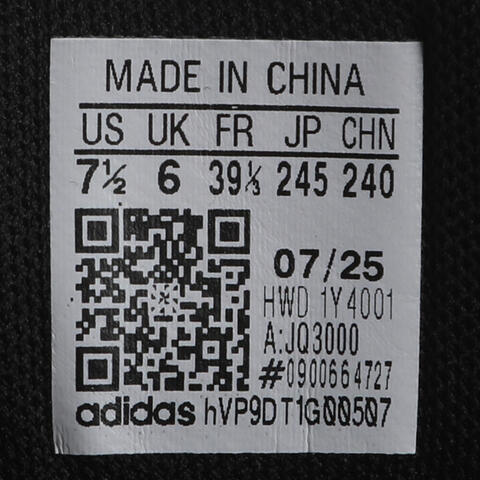 MADE IN CHINA
US UK FR JP CHN
7½ 6 39⅓ 245 240
07/25
HWD 1Y4001
A:JQ3000
#0900664727
adidas hVP9DT1G00507